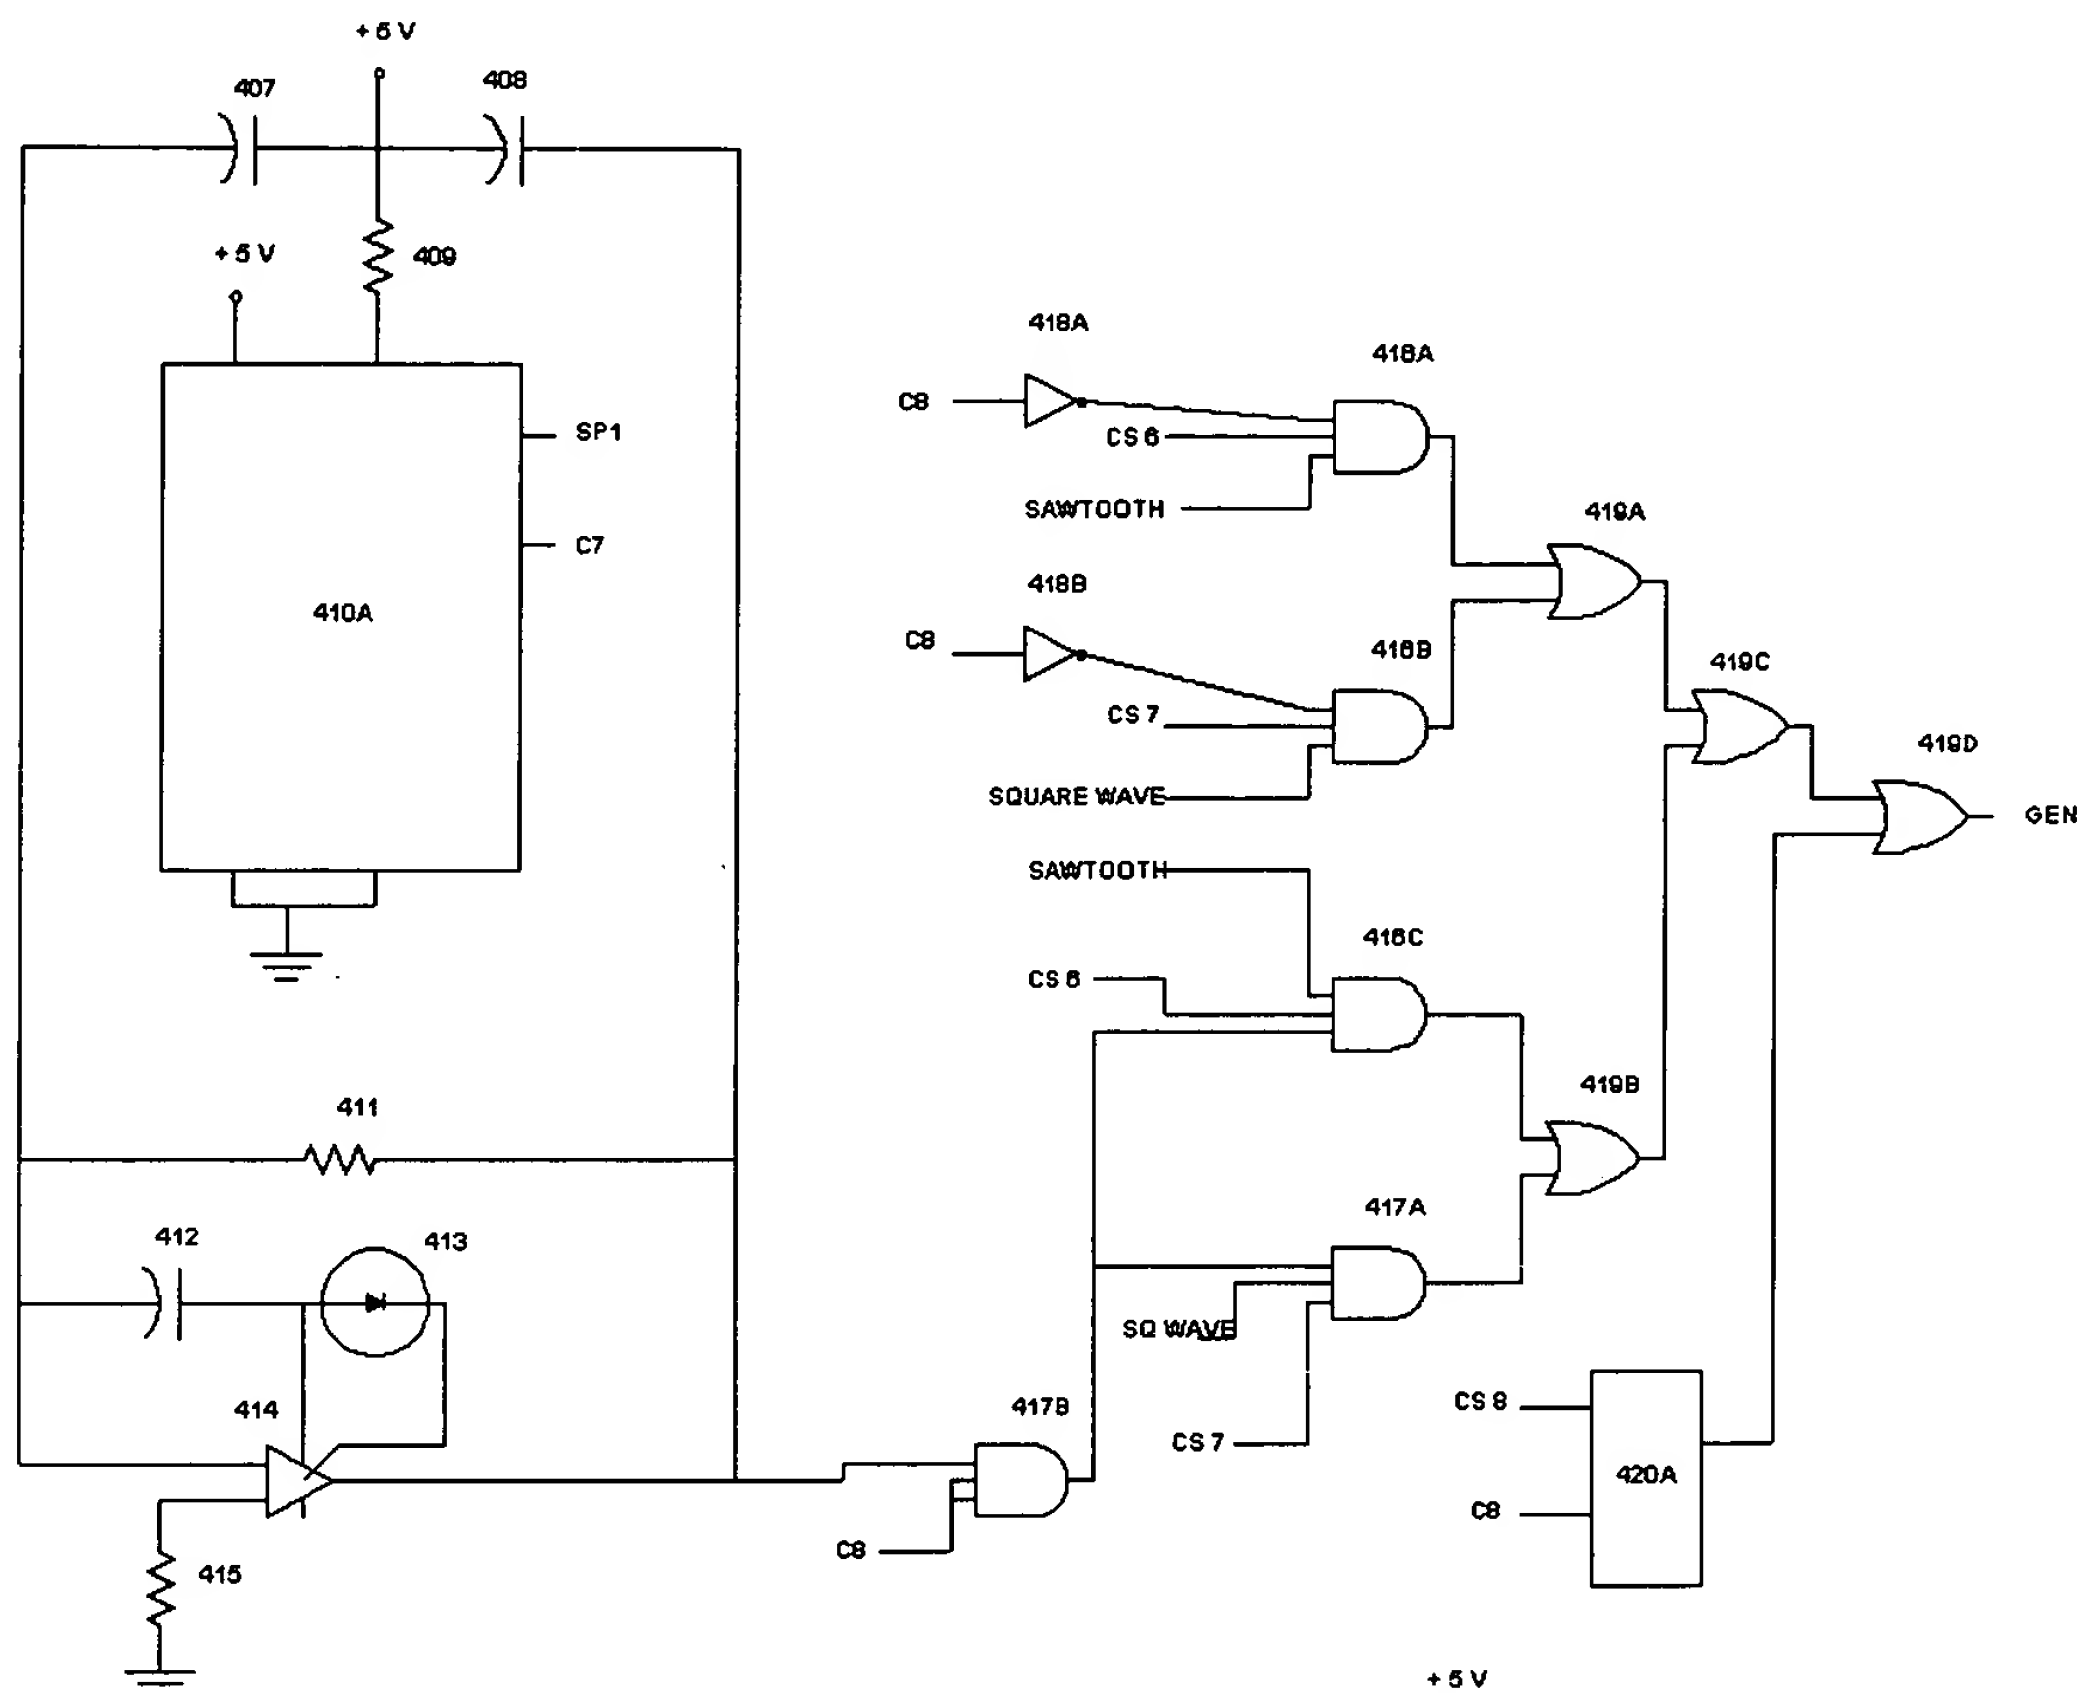 + 5 V
407
408
+ 5 V
409
SP1
C7
410A
411
412
413
414
415
418A
C8
416A
CS 6
SAWTOOTH
419A
418B
C8
416B
CS 7
SQUARE WAVE
419C
419D
GEN
SAWTOOTH
416C
CS 6
419B
417A
SQ WAVE
CS 7
417B
C8
CS 8
420A
C8
+ 5 V